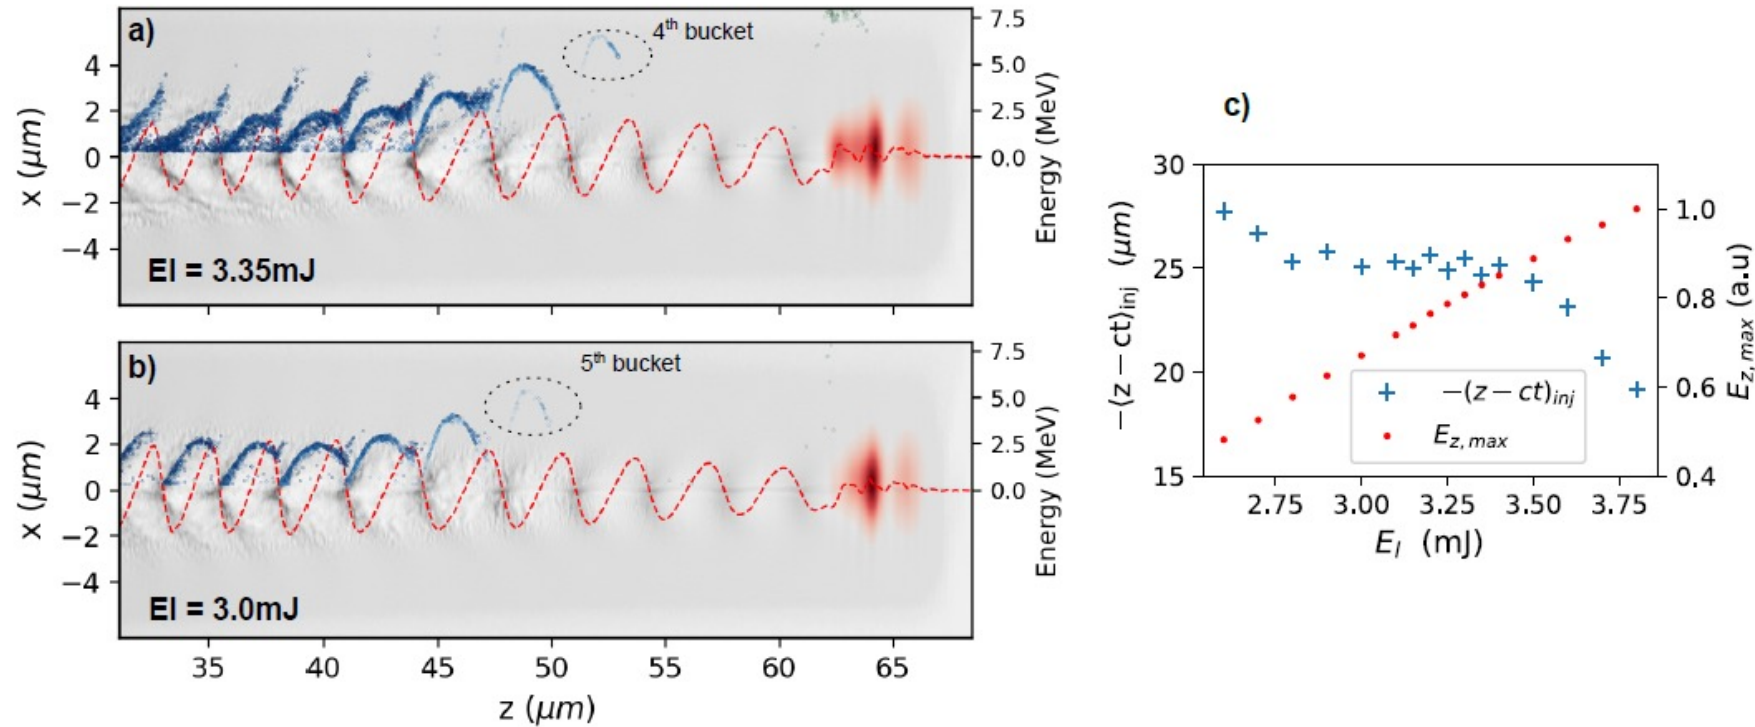 a)
4th bucket
x (μm)
4
2
0
−2
−4
7.5
5.0
2.5
0.0
Energy (MeV)
El = 3.35mJ
b)
5th bucket
x (μm)
4
2
0
−2
−4
7.5
5.0
2.5
0.0
Energy (MeV)
El = 3.0mJ
35 40 45 50 55 60 65
z (μm)
c)
−(z − ct)inj (μm)
30
25
20
15
1.0
0.8
0.6
0.4
Ez,max (a.u)
−(z − ct)inj
Ez,max
2.75 3.00 3.25 3.50 3.75
El (mJ)